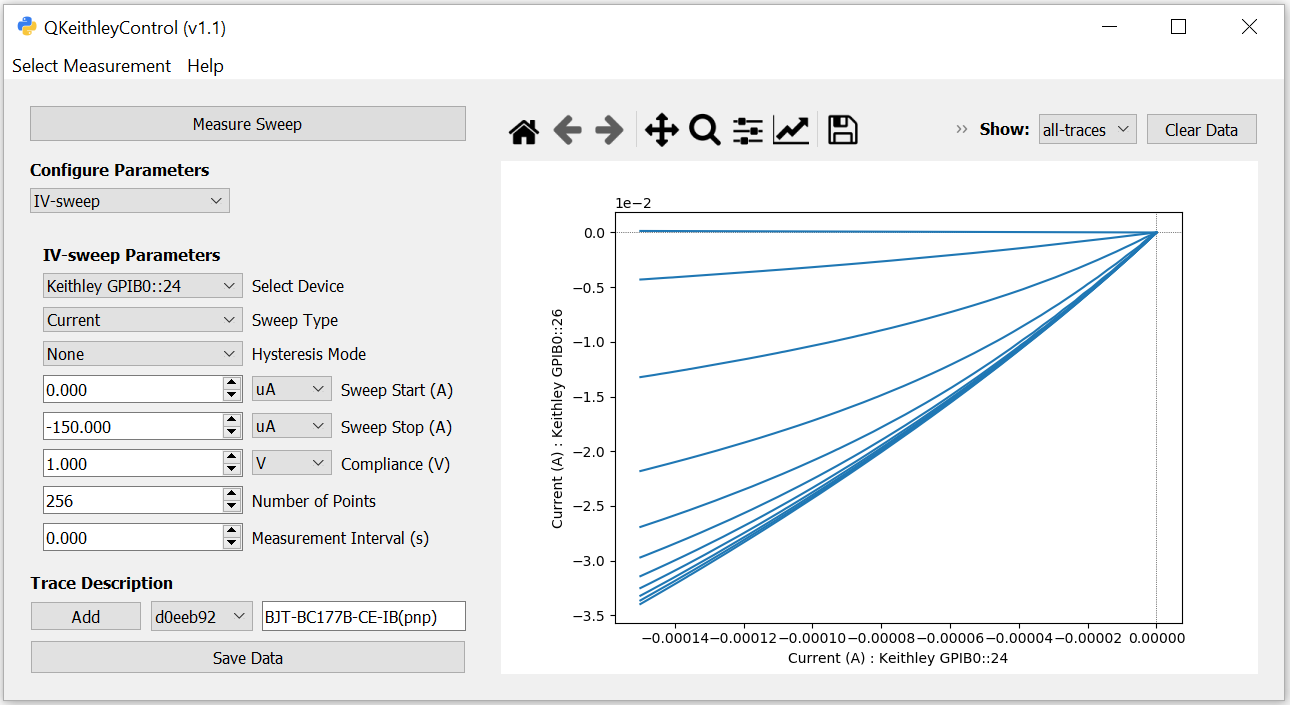 QKeithleyControl (v1.1)
Select Measurement Help
Measure Sweep
Configure Parameters
IV-sweep
IV-sweep Parameters
Keithley GPIB0::24 Select Device
Current Sweep Type
None Hysteresis Mode
0.000 uA Sweep Start (A)
-150.000 uA Sweep Stop (A)
1.000 V Compliance (V)
256 Number of Points
0.000 Measurement Interval (s)
Trace Description
Add d0eeb92 BJT-BC177B-CE-IB(pnp)
Save Data
» Show: all-traces Clear Data
1e−2
0.0
−0.5
−1.0
−1.5
−2.0
−2.5
−3.0
−3.5
Current (A) : Keithley GPIB0::26
−0.00014 −0.00012 −0.00010 −0.00008 −0.00006 −0.00004 −0.00002 0.00000
Current (A) : Keithley GPIB0::24